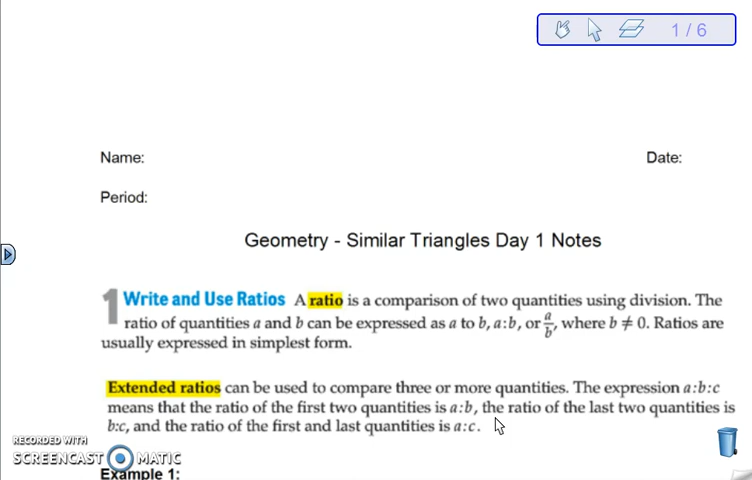 1 / 6
Name:
Date:
Period:
Geometry - Similar Triangles Day 1 Notes
1 Write and Use Ratios A ratio is a comparison of two quantities using division. The
ratio of quantities a and b can be expressed as a to b, a:b, or a/b, where b ≠ 0. Ratios are
usually expressed in simplest form.
Extended ratios can be used to compare three or more quantities. The expression a:b:c
means that the ratio of the first two quantities is a:b, the ratio of the last two quantities is
b:c, and the ratio of the first and last quantities is a:c.
RECORDED WITH
SCREENCAST MATIC
Example 1: